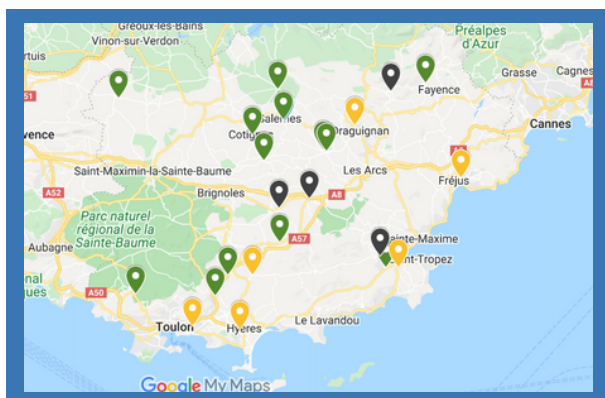 Gréoux-les-Bains
Vinon-sur-Verdon
Préalpes
d'Azur
Grasse
Cagnes
Fayence
Salernes
Cotignac
Draguignan
Cannes
Saint-Maximin-la-Sainte-Baume
Les Arcs
A8
Fréjus
A52
Brignoles
A8
Parc naturel
régional de la
Sainte-Baume
A57
Sainte-Maxime
Aubagne
Saint-Tropez
A50
Toulon
Hyères
Le Lavandou
Google My Maps